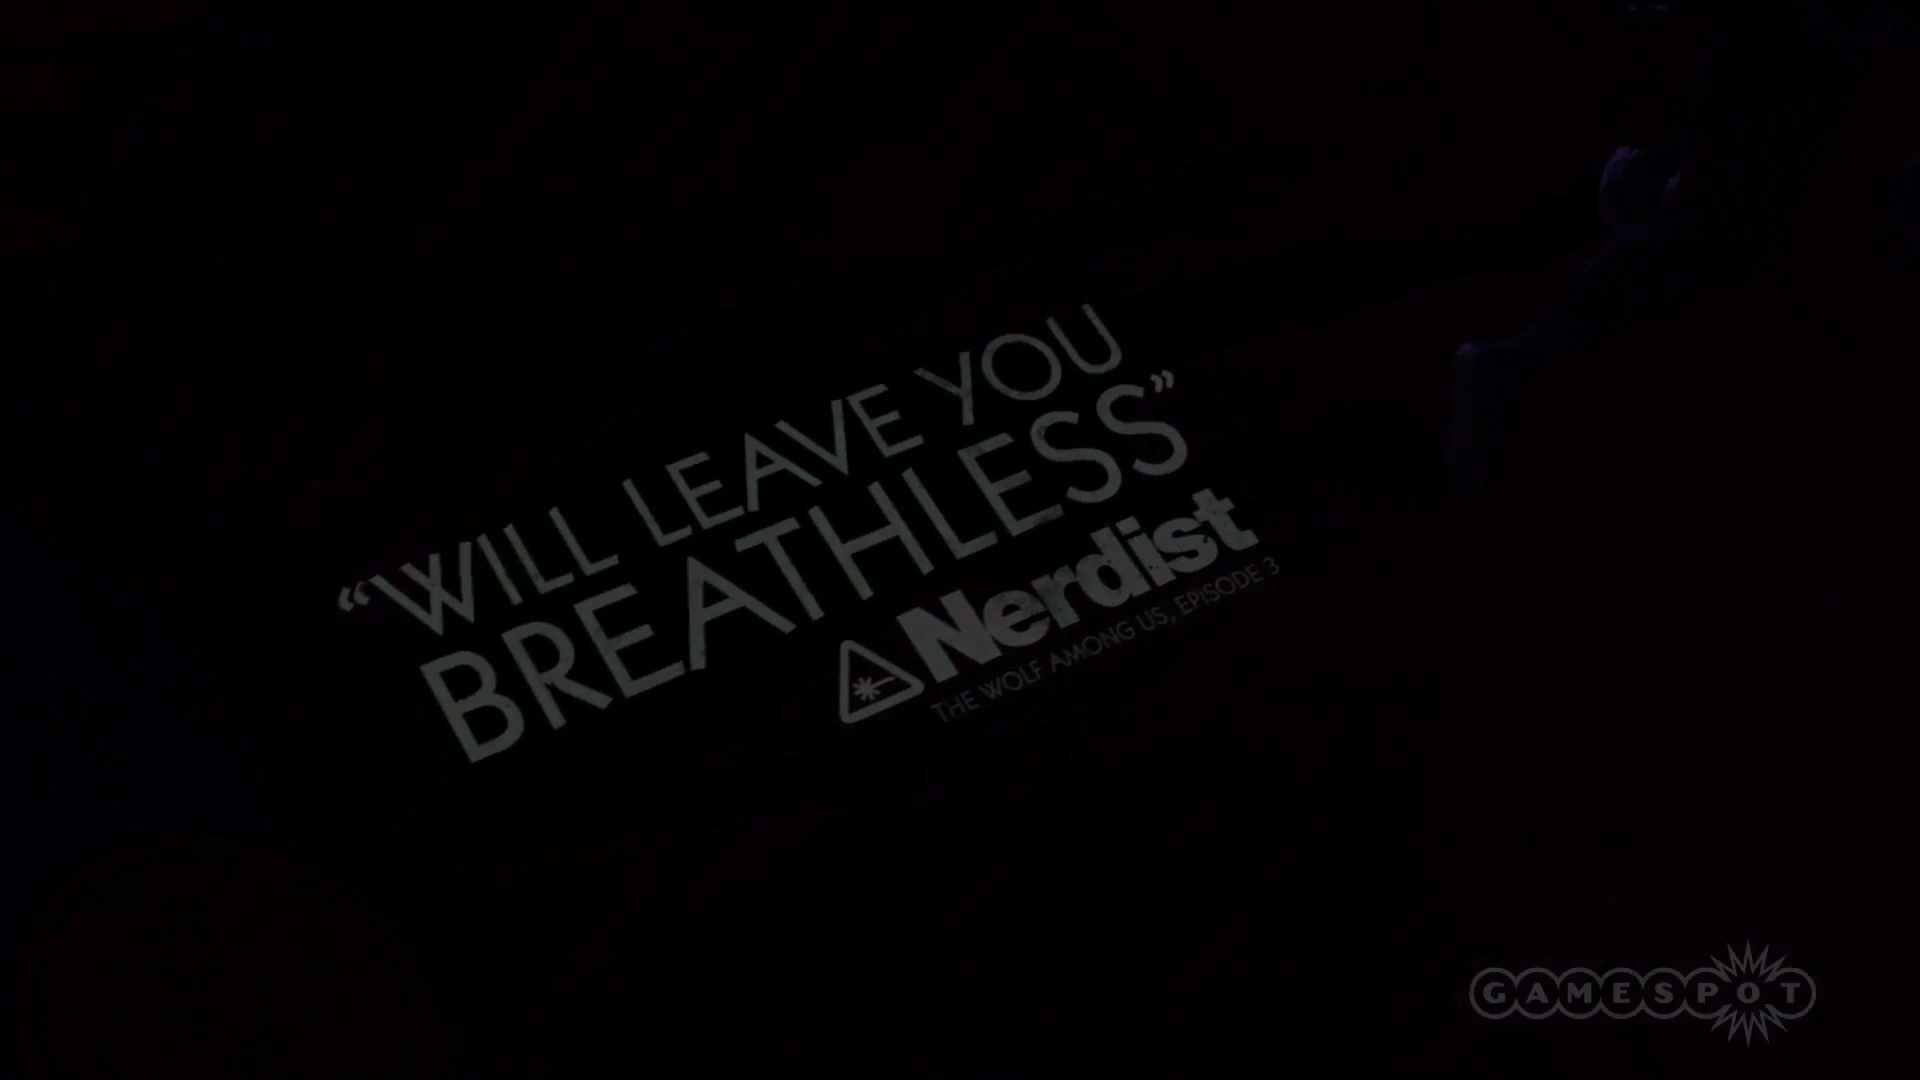 “WILL LEAVE YOU
BREATHLESS”
Nerdist
THE WOLF AMONG US, EPISODE 3
GAMESPOT